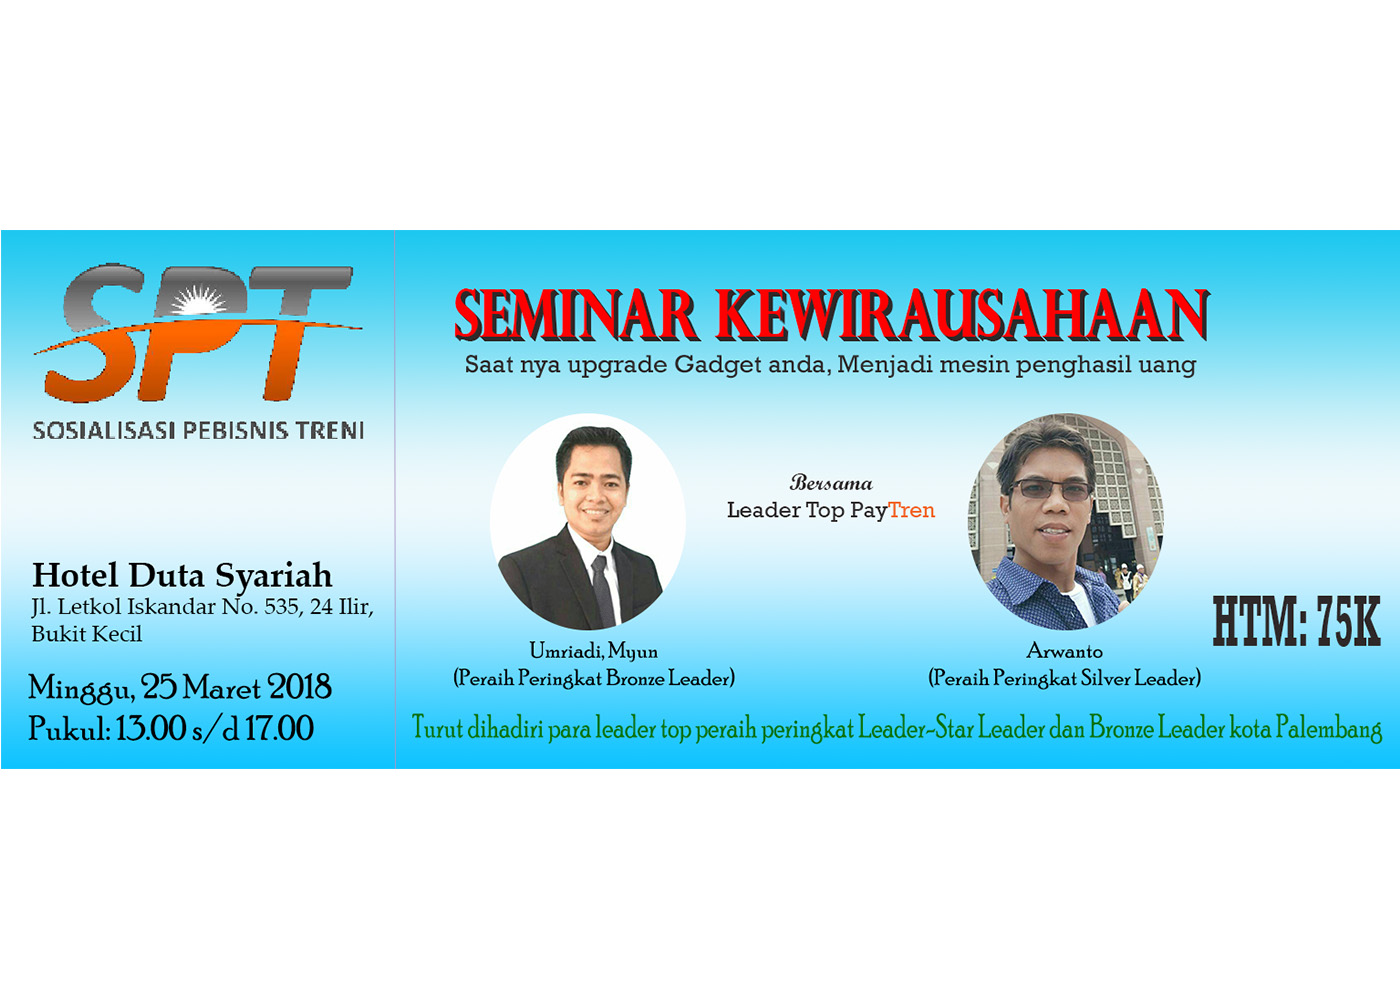 SPT
SOSIALISASI PEBISNIS TRENI
Hotel Duta Syariah
Jl. Letkol Iskandar No. 535, 24 Ilir,
Bukit Kecil
Minggu, 25 Maret 2018
Pukul: 13.00 s/d 17.00
SEMINAR KEWIRAUSAHAAN
Saat nya upgrade Gadget anda, Menjadi mesin penghasil uang
Bersama
Leader Top PayTren
Umriadi, Myun
(Peraih Peringkat Bronze Leader)
Arwanto
(Peraih Peringkat Silver Leader)
HTM: 75K
Turut dihadiri para leader top peraih peringkat Leader-Star Leader dan Bronze Leader kota Palembang